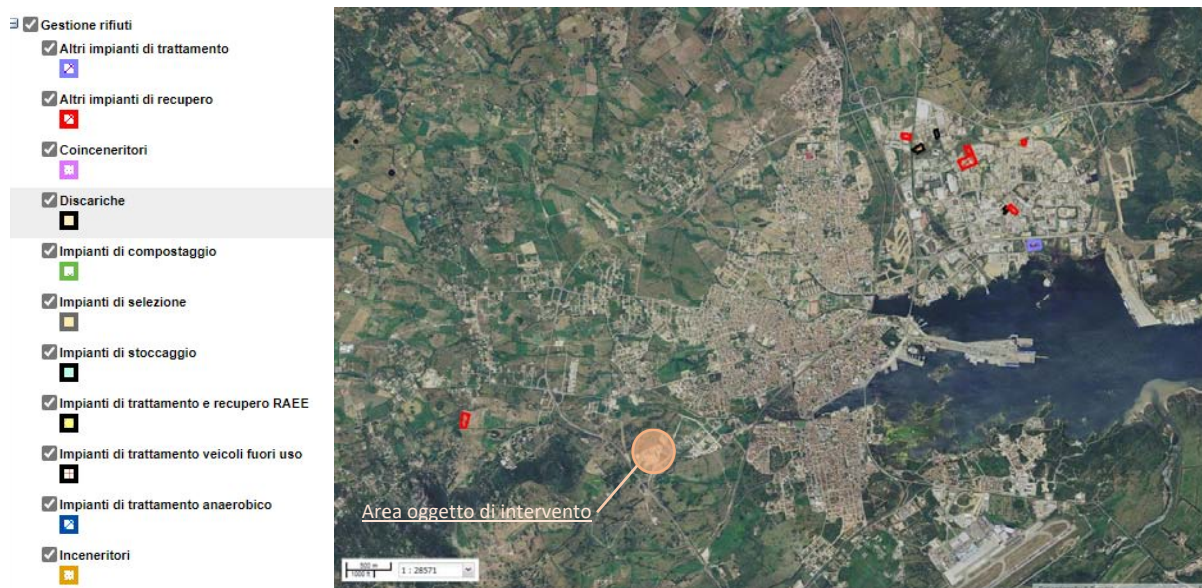 Gestione rifiuti
Altri impianti di trattamento
Altri impianti di recupero
Coinceneritori
Discariche
Impianti di compostaggio
Impianti di selezione
Impianti di stoccaggio
Impianti di trattamento e recupero RAEE
Impianti di trattamento veicoli fuori uso
Impianti di trattamento anaerobico
Inceneritori
Area oggetto di intervento
500 m
1000 ft
1 : 28571